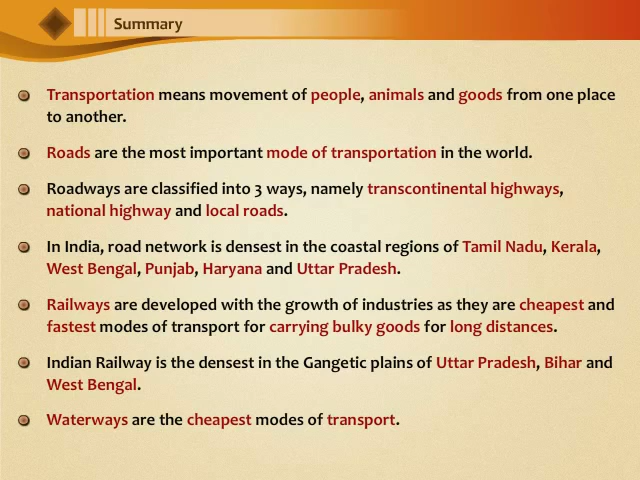 Summary
Transportation means movement of people, animals and goods from one place
to another.
Roads are the most important mode of transportation in the world.
Roadways are classified into 3 ways, namely transcontinental highways,
national highway and local roads.
In India, road network is densest in the coastal regions of Tamil Nadu, Kerala,
West Bengal, Punjab, Haryana and Uttar Pradesh.
Railways are developed with the growth of industries as they are cheapest and
fastest modes of transport for carrying bulky goods for long distances.
Indian Railway is the densest in the Gangetic plains of Uttar Pradesh, Bihar and
West Bengal.
Waterways are the cheapest modes of transport.